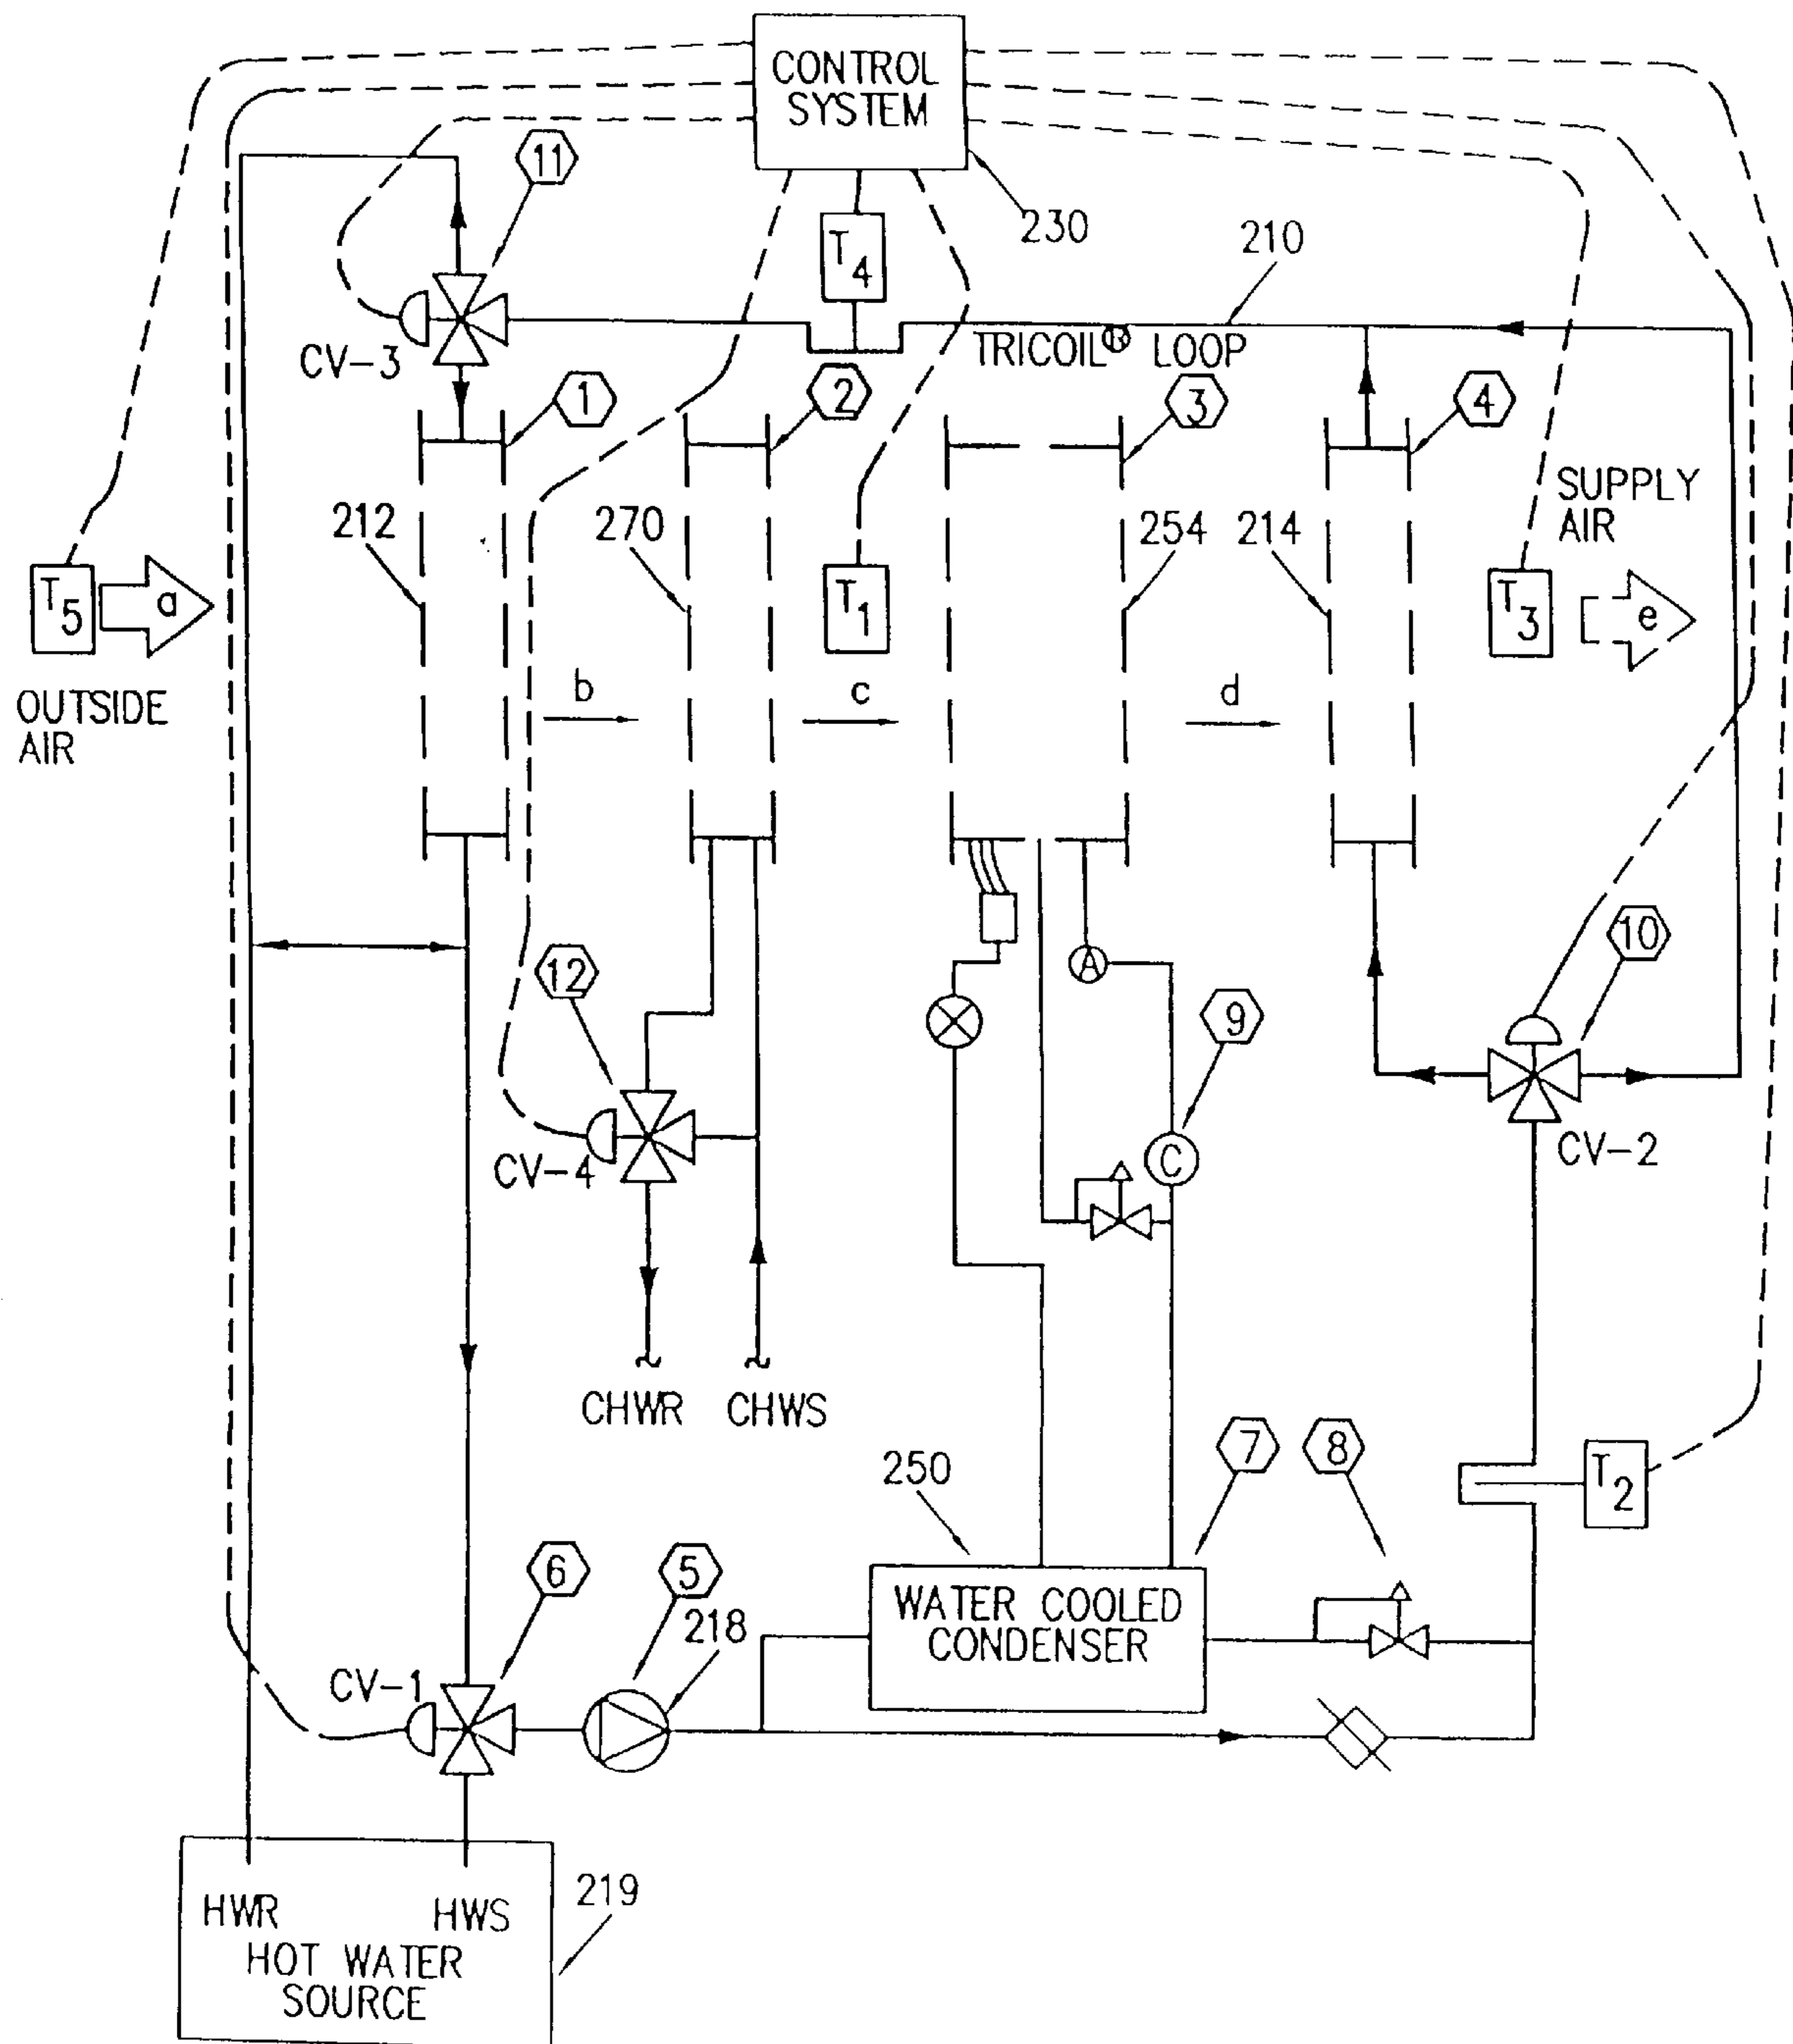 CONTROL
SYSTEM
11
230
210
T4
CV-3
TRICOIL® LOOP
1
2
3
4
SUPPLY
AIR
212
270
254
214
T5
a
T1
T3
e
OUTSIDE
AIR
b
c
d
12
A
10
9
CV-4
C
CV-2
CHWR
CHWS
250
7
8
T2
6
5
218
WATER COOLED
CONDENSER
CV-1
HWR
HWS
219
HOT WATER
SOURCE